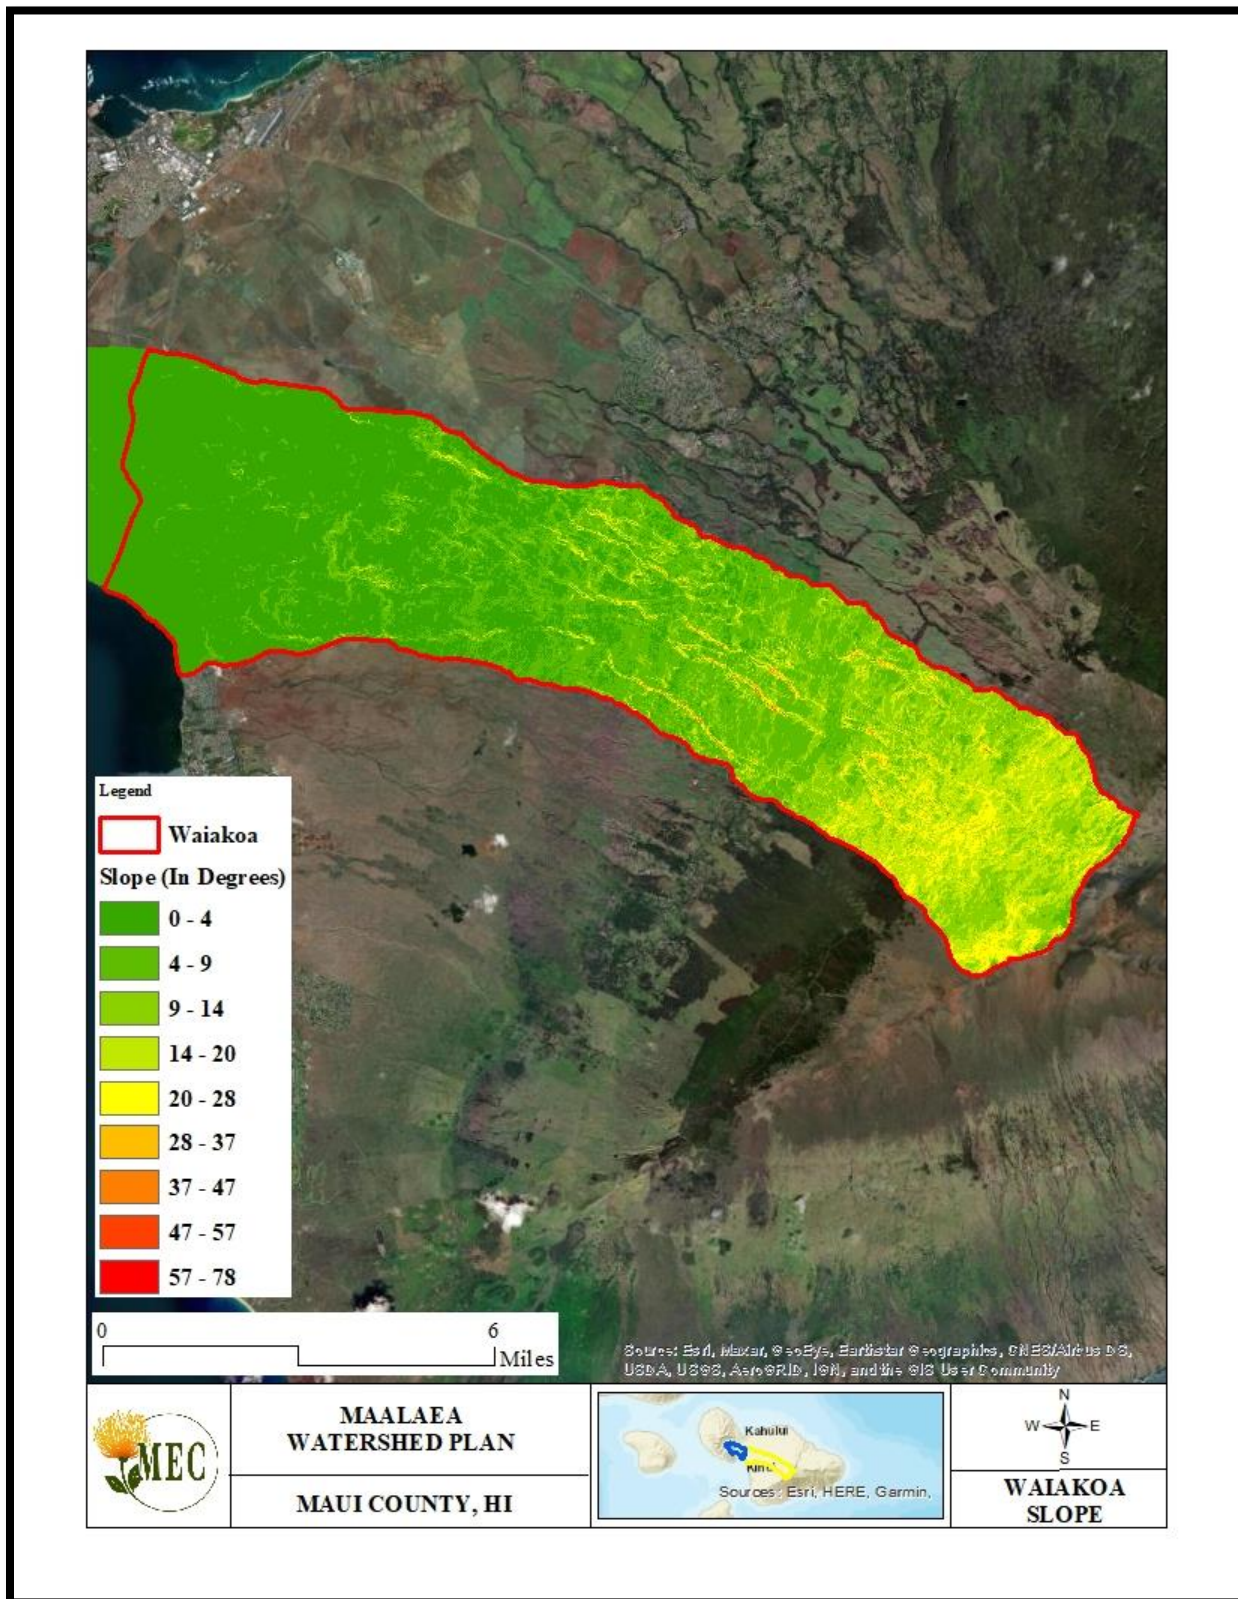 Legend
Waiakoa
Slope (In Degrees)
0 - 4
4 - 9
9 - 14
14 - 20
20 - 28
28 - 37
37 - 47
47 - 57
57 - 78
0 6
Miles
Source: Esri, Maxar, GeoEye, Earthstar Geographics, CNES/Airbus DS,
USDA, USGS, AeroGRID, IGN, and the GIS User Community
MEC
MAALAEA
WATERSHED PLAN
MAUI COUNTY, HI
Kahului
Sources: Esri, HERE, Garmin,
N
W E
S
WAIAKOA
SLOPE